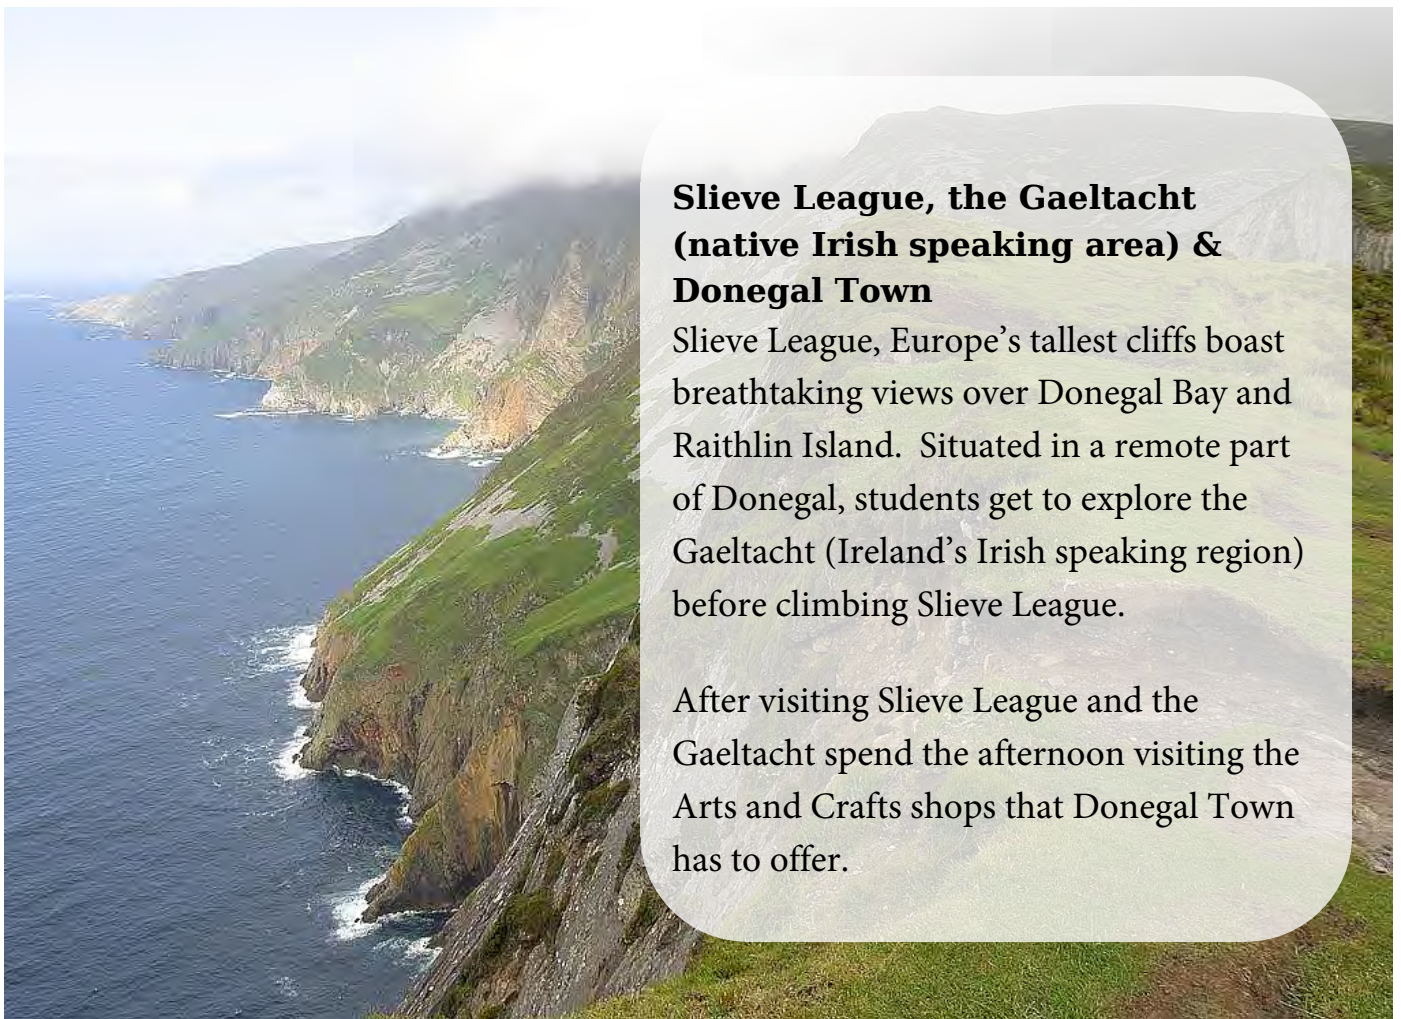 Slieve League, the Gaeltacht
(native Irish speaking area) &
Donegal Town
Slieve League, Europe’s tallest cliffs boast
breathtaking views over Donegal Bay and
Raithlin Island.  Situated in a remote part
of Donegal, students get to explore the
Gaeltacht (Ireland’s Irish speaking region)
before climbing Slieve League.

After visiting Slieve League and the
Gaeltacht spend the afternoon visiting the
Arts and Crafts shops that Donegal Town
has to offer.